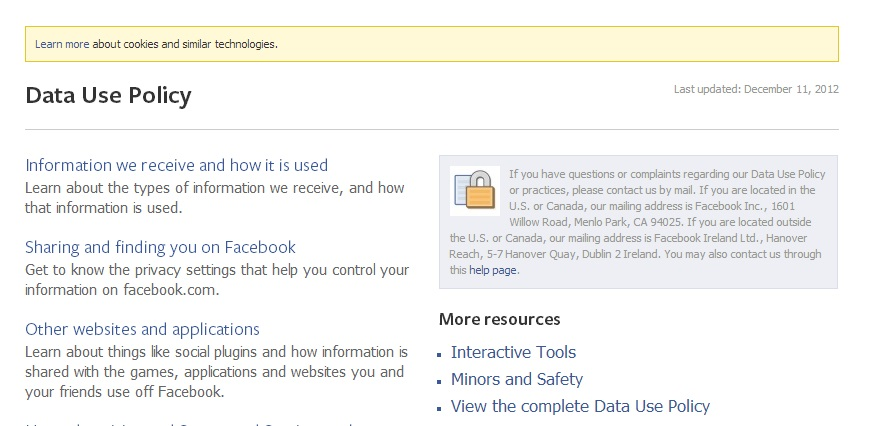 Learn more about cookies and similar technologies.
Data Use Policy
Last updated: December 11, 2012
Information we receive and how it is used
Learn about the types of information we receive, and how
that information is used.
Sharing and finding you on Facebook
Get to know the privacy settings that help you control your
information on facebook.com.
Other websites and applications
Learn about things like social plugins and how information is
shared with the games, applications and websites you and
your friends use off Facebook.
If you have questions or complaints regarding our Data Use Policy
or practices, please contact us by mail. If you are located in the
U.S. or Canada, our mailing address is Facebook Inc., 1601
Willow Road, Menlo Park, CA 94025. If you are located outside
the U.S. or Canada, our mailing address is Facebook Ireland Ltd., Hanover
Reach, 5-7 Hanover Quay, Dublin 2 Ireland. You may also contact us through
this help page.
More resources
Interactive Tools
Minors and Safety
View the complete Data Use Policy